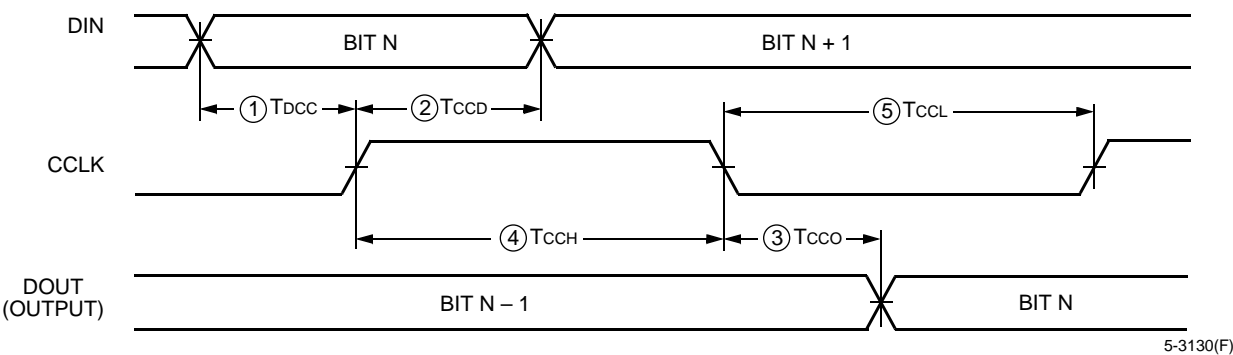 DIN
BIT N
BIT N + 1
1 TDCC
2 TCCD
5 TCCL
CCLK
4 TCCH
3 TCCO
DOUT
(OUTPUT)
BIT N – 1
BIT N
5-3130(F)